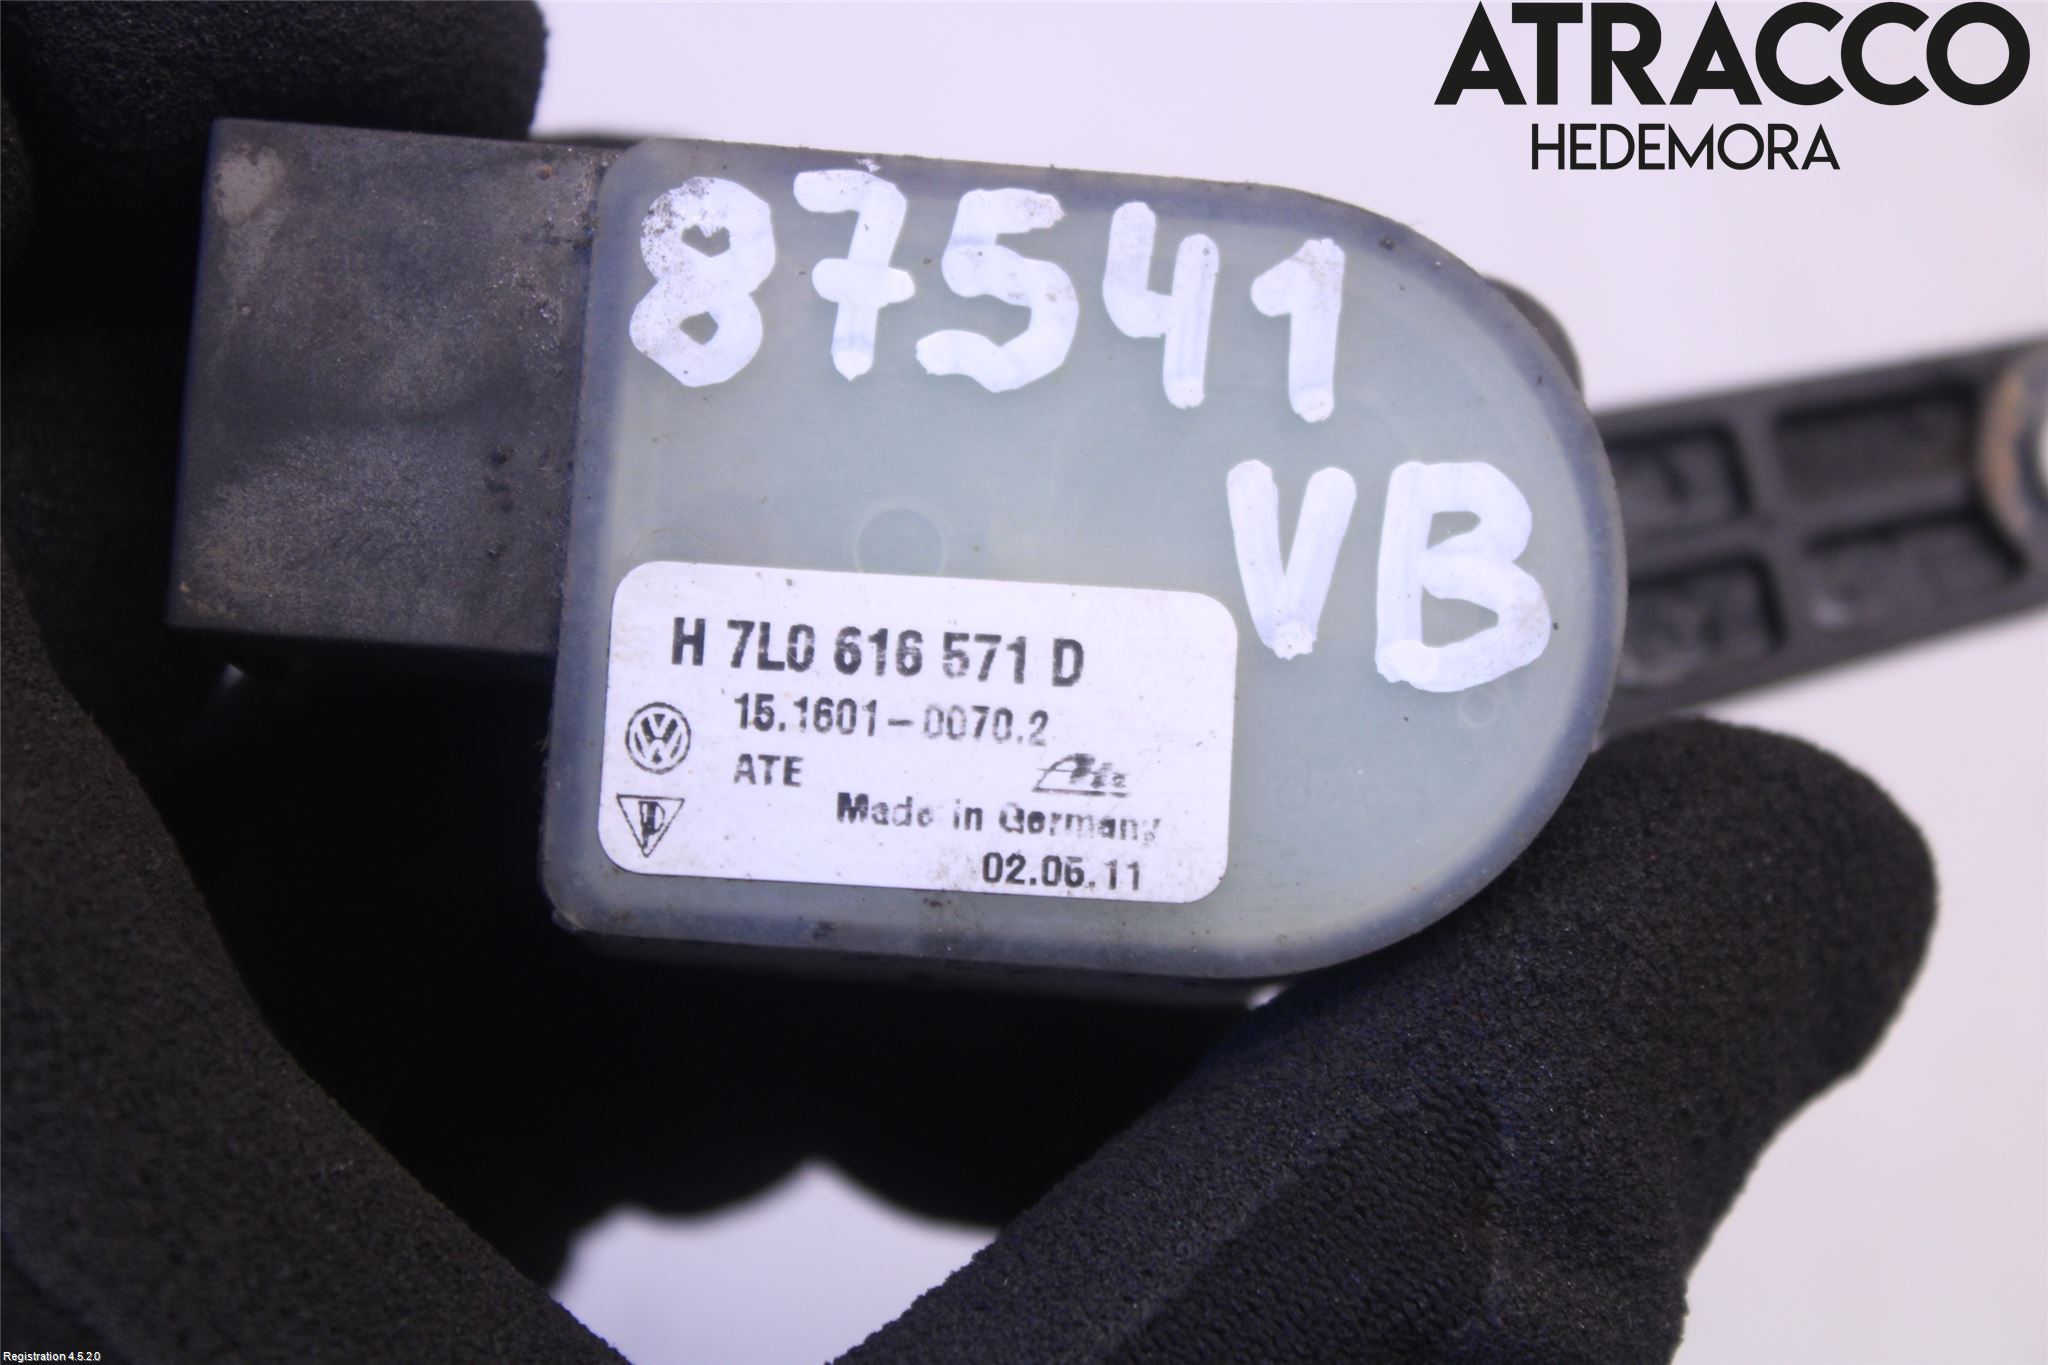 ATRACCO
HEDEMORA
87541
VB
H 7L0 616 571 D
15.1601-0070.2
ATE
Ate
Made in Germany
02.06.11
Registration 4.5.2.0